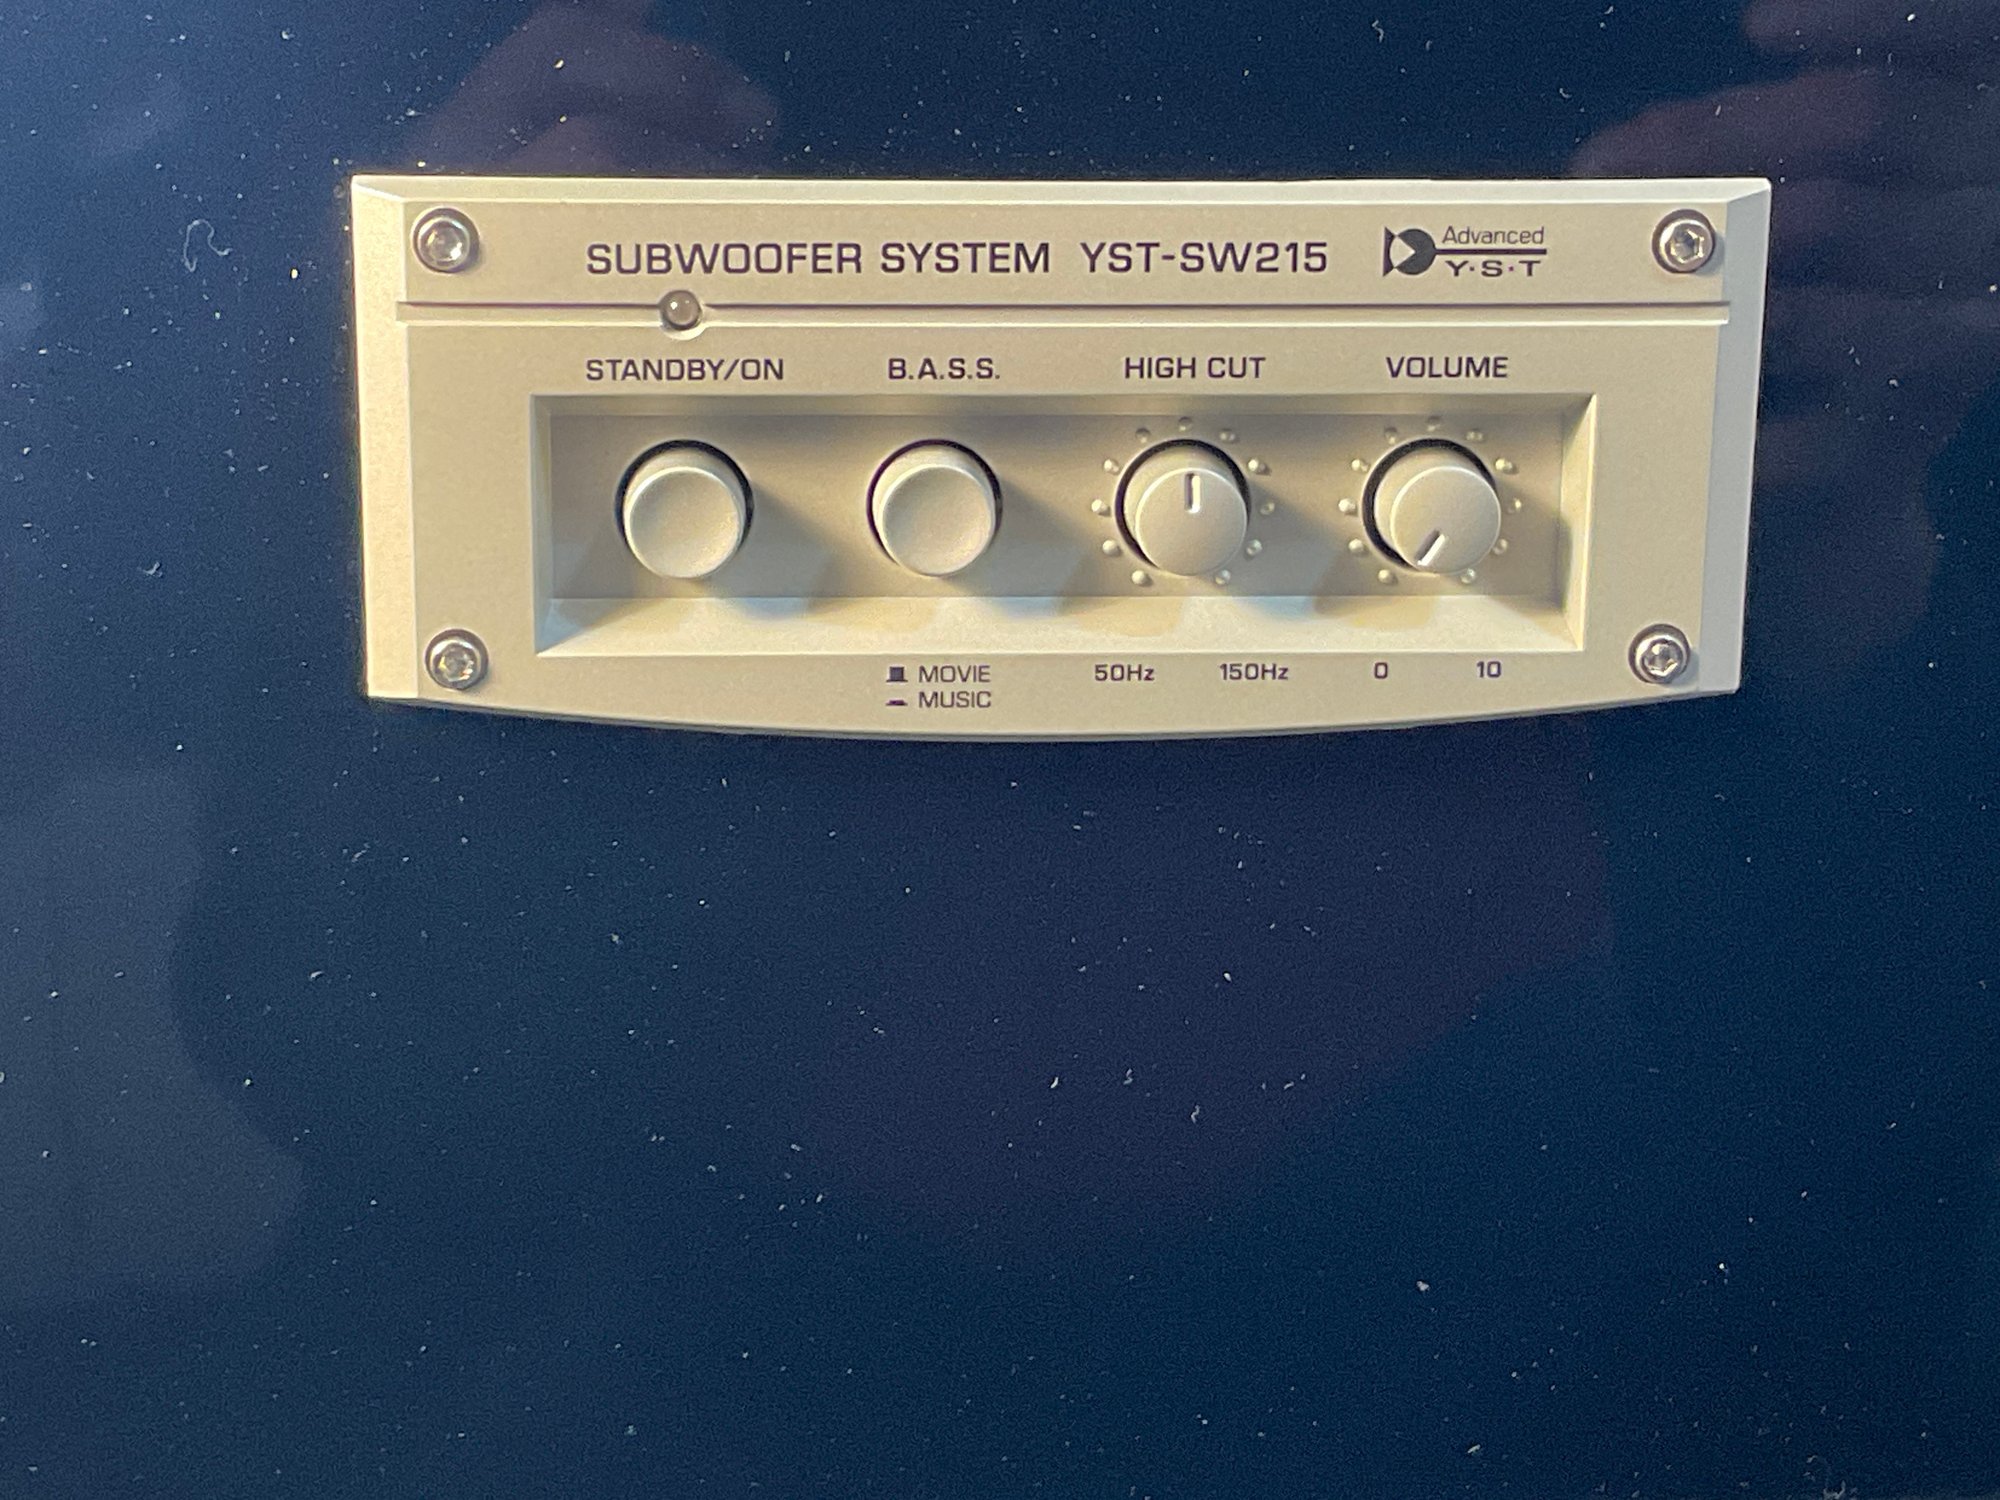 SUBWOOFER SYSTEM YST-SW215
Advanced
Y·S·T
STANDBY/ON B.A.S.S. HIGH CUT VOLUME
MOVIE
MUSIC
50Hz 150Hz 0 10